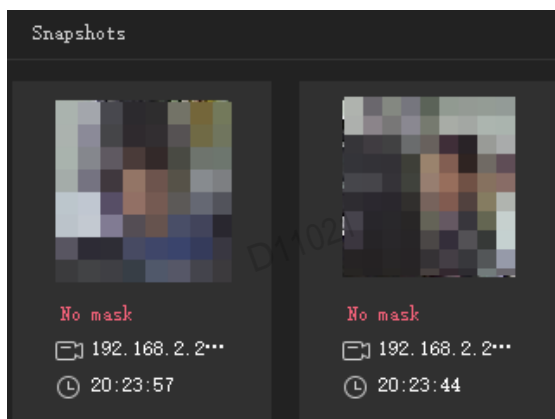 Snapshots
D11021
No mask
192.168.2.2···
20:23:57
No mask
192.168.2.2···
20:23:44